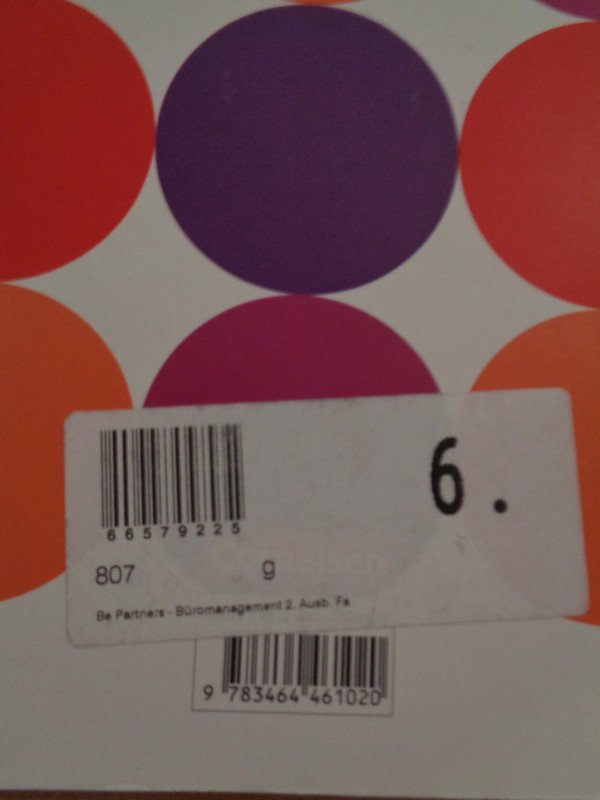 6.
66579225
807 g
Be Partners - Büromanagement 2. Ausb. Fa
9 783464 461020